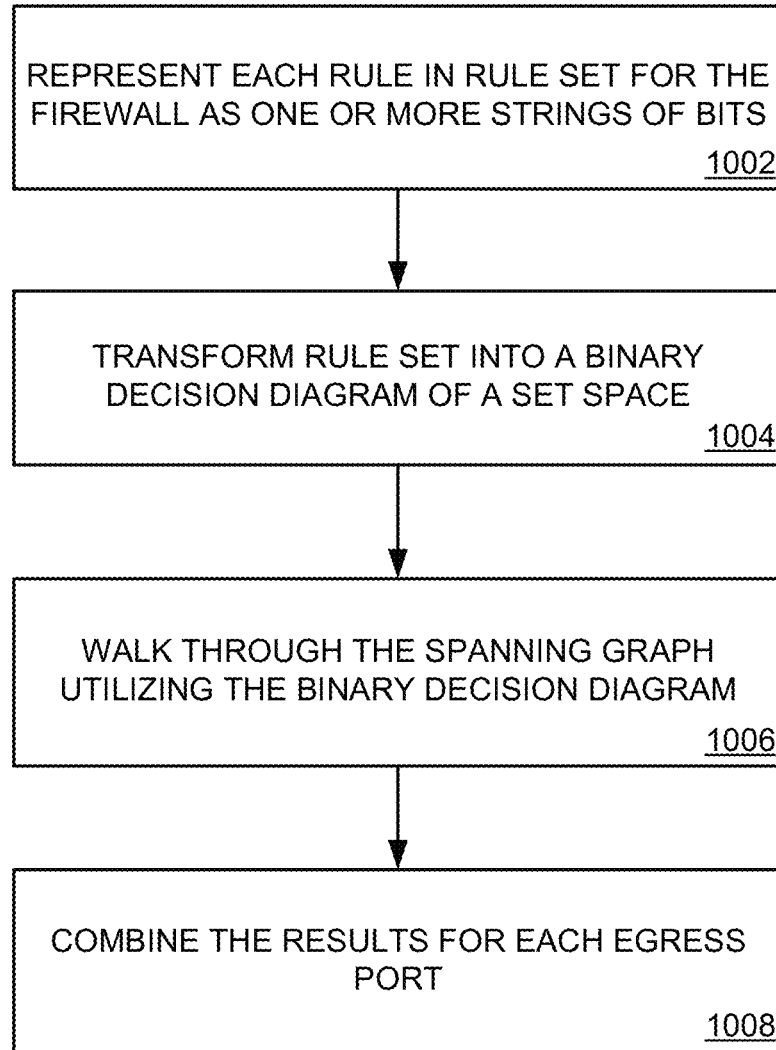 REPRESENT EACH RULE IN RULE SET FOR THE
FIREWALL AS ONE OR MORE STRINGS OF BITS
1002
TRANSFORM RULE SET INTO A BINARY
DECISION DIAGRAM OF A SET SPACE
1004
WALK THROUGH THE SPANNING GRAPH
UTILIZING THE BINARY DECISION DIAGRAM
1006
COMBINE THE RESULTS FOR EACH EGRESS
PORT
1008